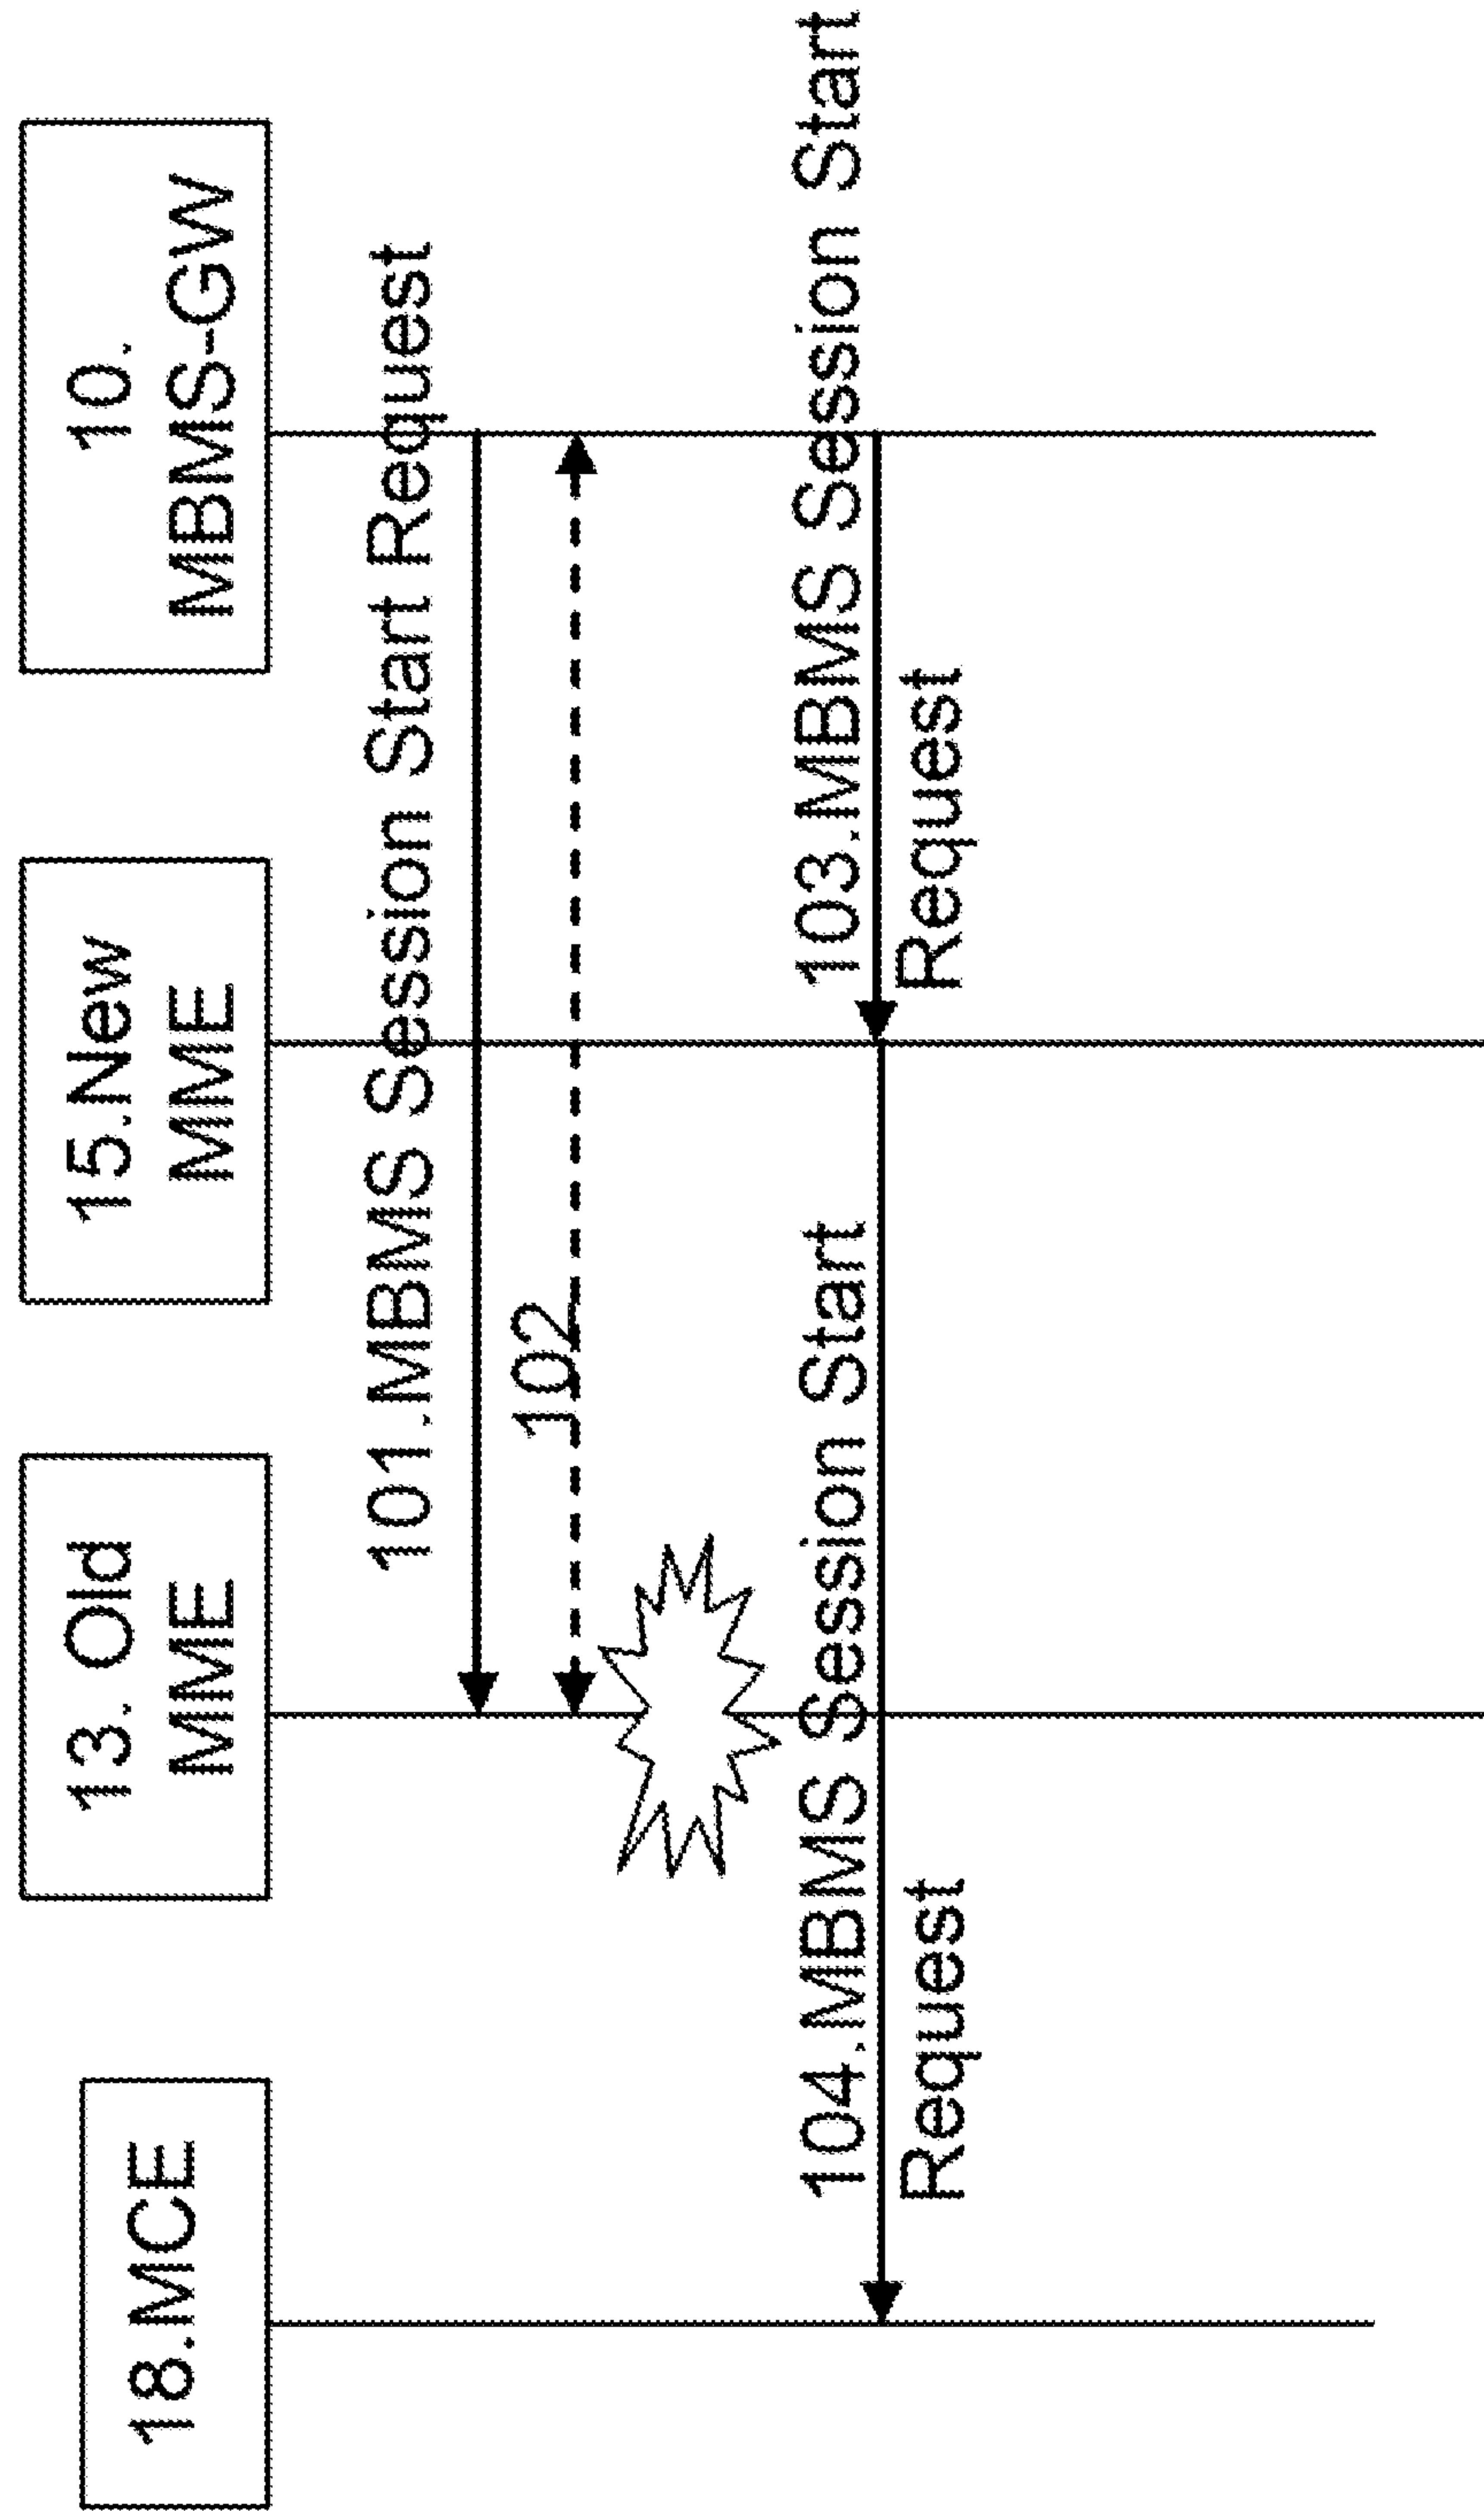 18.MCE
13. Old
MME
15.New
MME
10.
MBMS-GW
101.MBMS Session Start Request
102
104.MBMS Session Start
Request
103.MBMS Session Start
Request